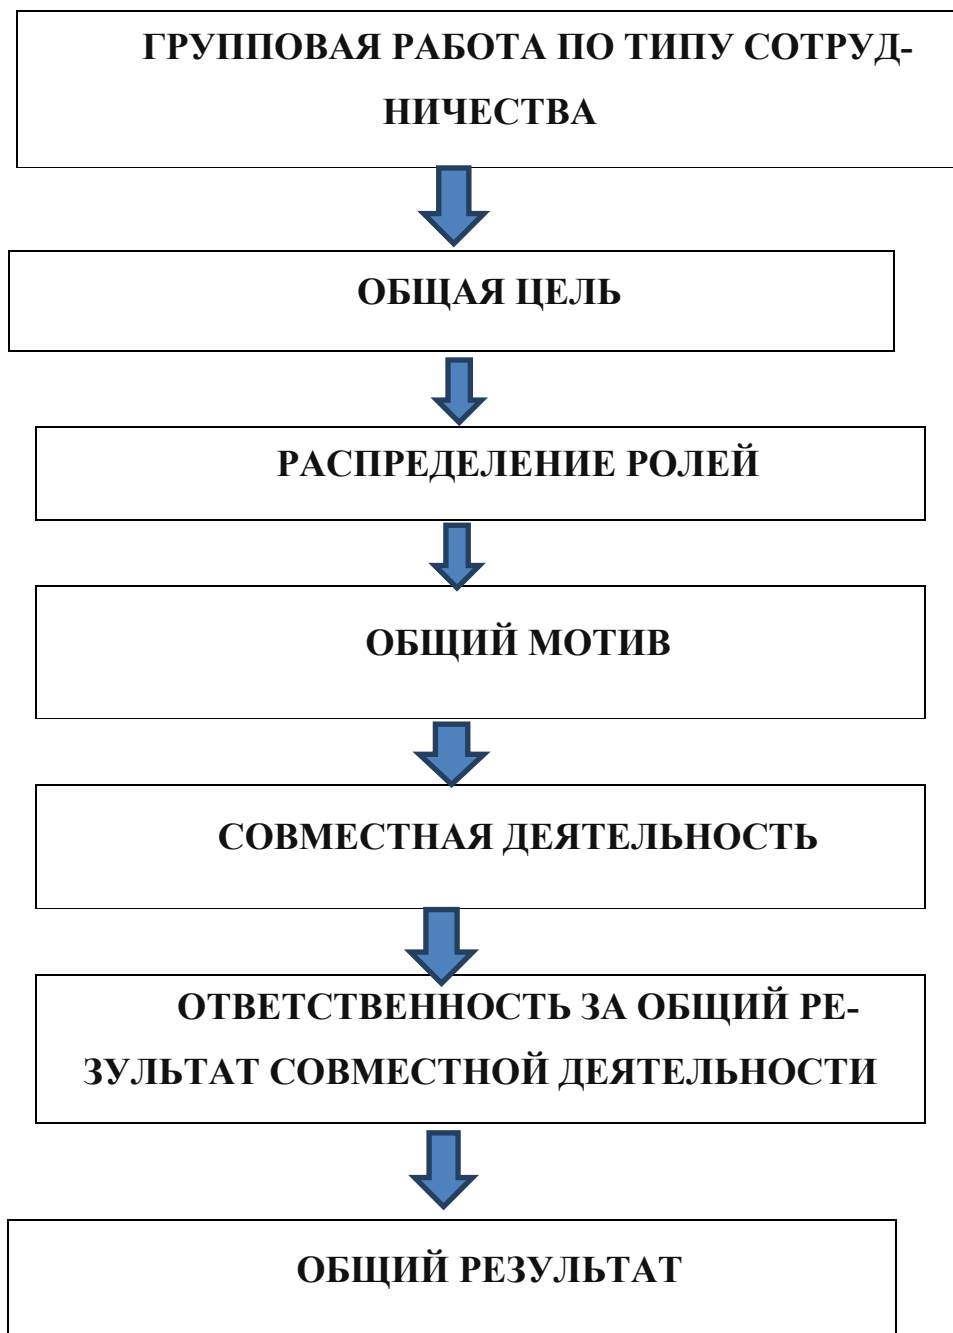 ГРУППОВАЯ РАБОТА ПО ТИПУ СОТРУД-
НИЧЕСТВА
ОБЩАЯ ЦЕЛЬ
РАСПРЕДЕЛЕНИЕ РОЛЕЙ
ОБЩИЙ МОТИВ
СОВМЕСТНАЯ ДЕЯТЕЛЬНОСТЬ
ОТВЕТСТВЕННОСТЬ ЗА ОБЩИЙ РЕ-
ЗУЛЬТАТ СОВМЕСТНОЙ ДЕЯТЕЛЬНОСТИ
ОБЩИЙ РЕЗУЛЬТАТ